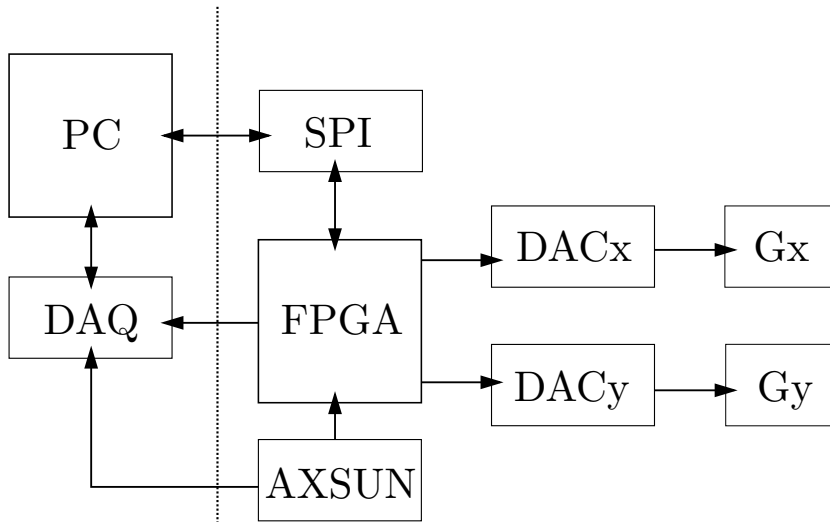 PC
SPI
DACx
Gx
DAQ
FPGA
DACy
Gy
AXSUN